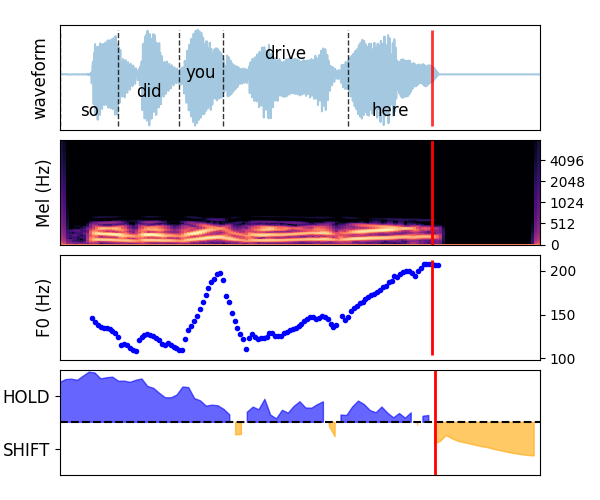 waveform
so did you drive here
Mel (Hz)
4096
2048
1024
512
0
F0 (Hz)
200
150
100
HOLD
SHIFT